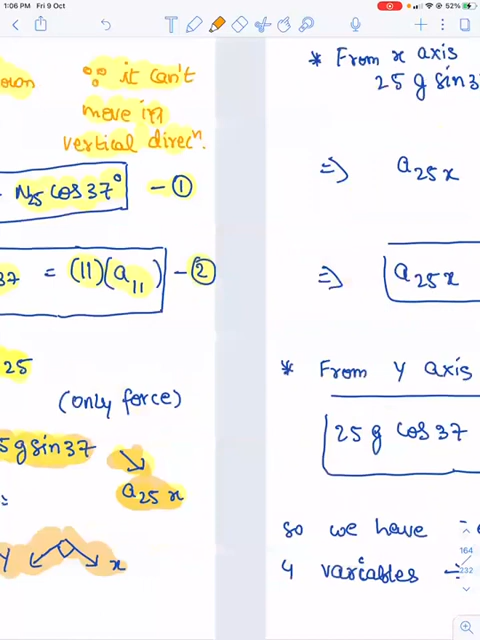 1:06 PM Fri 9 Oct
52%
own
∵ it can't
move in
vertical direcⁿ.
N25 cos 37° - ①
37 = (11)(a11) - ②
25
(only force)
5 g sin 37
a25 x
=
Y x
* From x axis
25 g sin 3
=> a25 x
=> a25 x
* From Y axis
25 g cos 37
so we have
4 variables
164
232